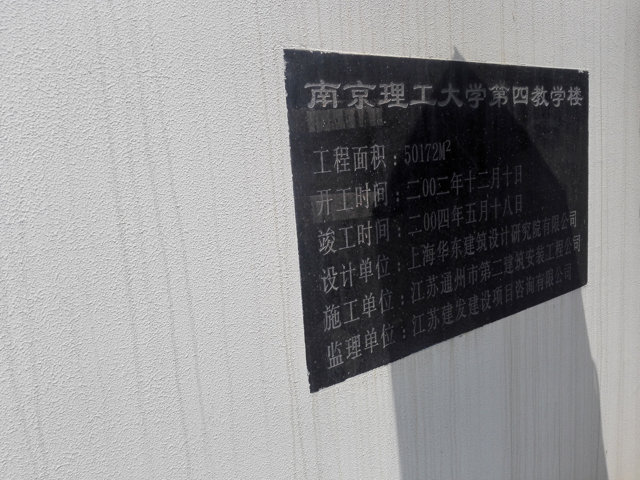 南京理工大学第四教学楼
工程面积：50172M²
开工时间：二00二年十二月十日
竣工时间：二00四年五月十八日
设计单位：上海华东建筑设计研究院有限公司
施工单位：江苏通州市第二建筑安装工程公司
监理单位：江苏建发建设项目咨询有限公司